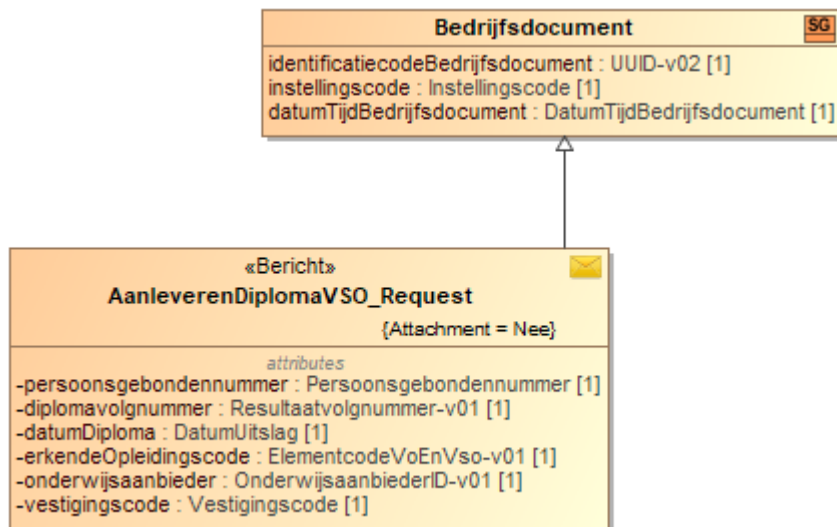 Bedrijfsdocument
SG
identificatiecodeBedrijfsdocument : UUID-v02 [1]
instellingscode : Instellingscode [1]
datumTijdBedrijfsdocument : DatumTijdBedrijfsdocument [1]
«Bericht»
AanleverenDiplomaVSO_Request
{Attachment = Nee}
attributes
-persoonsgebondennummer : Persoonsgebondennummer [1]
-diplomavolgnummer : Resultaatvolgnummer-v01 [1]
-datumDiploma : DatumUitslag [1]
-erkendeOpleidingscode : ElementcodeVoEnVso-v01 [1]
-onderwijsaanbieder : OnderwijsaanbiederID-v01 [1]
-vestigingscode : Vestigingscode [1]